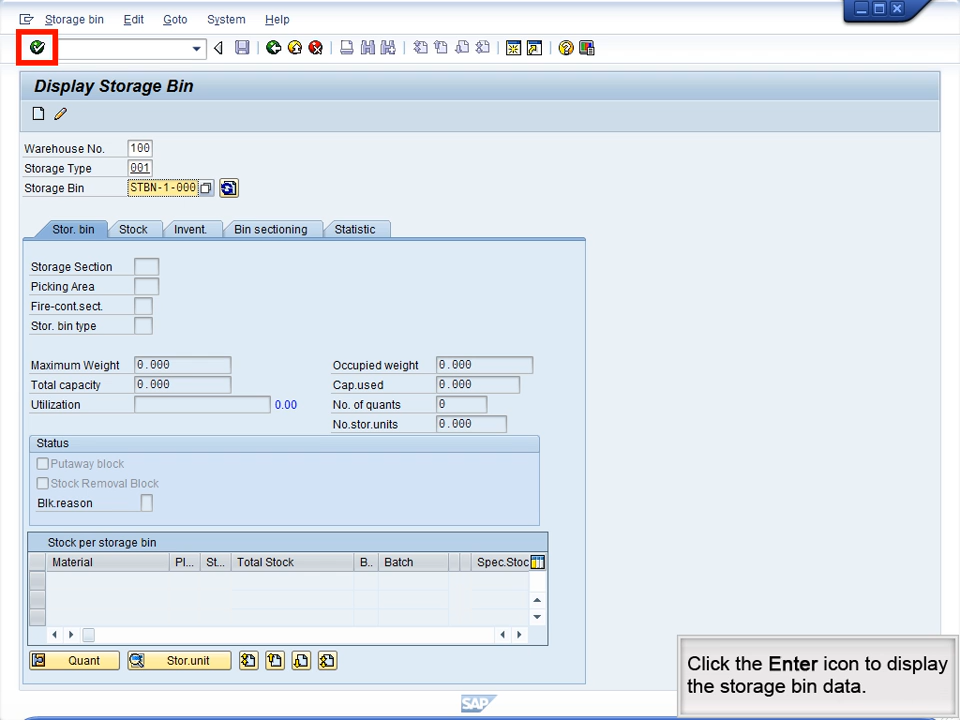 Storage bin Edit Goto System Help
Display Storage Bin
Warehouse No. 100
Storage Type 001
Storage Bin STBN-1-000
Stor. bin Stock Invent. Bin sectioning Statistic
Storage Section
Picking Area
Fire-cont.sect.
Stor. bin type
Maximum Weight 0.000 Occupied weight 0.000
Total capacity 0.000 Cap.used 0.000
Utilization 0.00 No. of quants 0
No.stor.units 0.000
Status
Putaway block
Stock Removal Block
Blk.reason
Stock per storage bin
Material Pl... St... Total Stock B.. Batch Spec.Stoc
Quant Stor.unit
Click the Enter icon to display
the storage bin data.
SAP